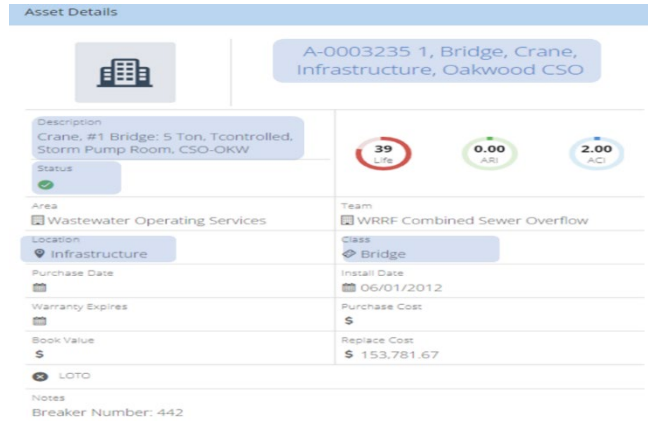 Asset Details
A-0003235 1, Bridge, Crane,
Infrastructure, Oakwood CSO
Description
Crane, #1 Bridge: 5 Ton, Tcontrolled,
Storm Pump Room, CSO-OKW
Status
39
Life
0.00
ARI
2.00
ACI
Area
Wastewater Operating Services
Team
WRRF Combined Sewer Overflow
Location
Infrastructure
Class
Bridge
Purchase Date
Install Date
06/01/2012
Warranty Expires
Purchase Cost
$
Book Value
$
Replace Cost
$ 153,781.67
LOTO
Notes
Breaker Number: 442